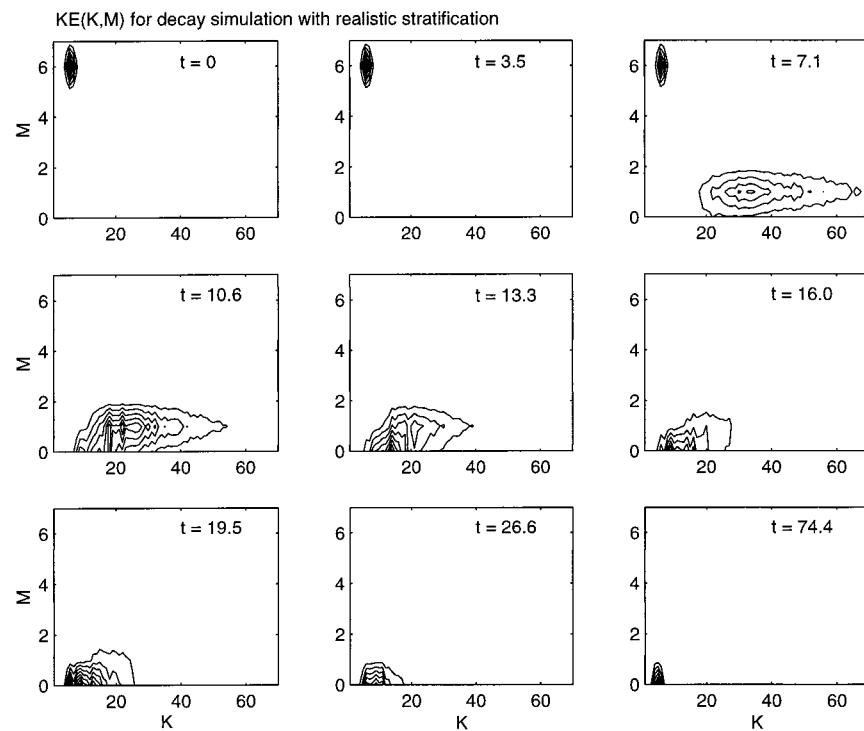 KE(K,M) for decay simulation with realistic stratification
t = 0
t = 3.5
t = 7.1
6
4
2
0
M
20 40 60
6
4
2
0
20 40 60
K
6
4
2
0
20 40 60
K
t = 10.6
t = 13.3
t = 16.0
6
4
2
0
20 40 60
6
4
2
0
20 40 60
6
4
2
0
20 40 60
t = 19.5
t = 26.6
t = 74.4
6
4
2
0
M
20 40 60
K
6
4
2
0
20 40 60
K
6
4
2
0
20 40 60
K